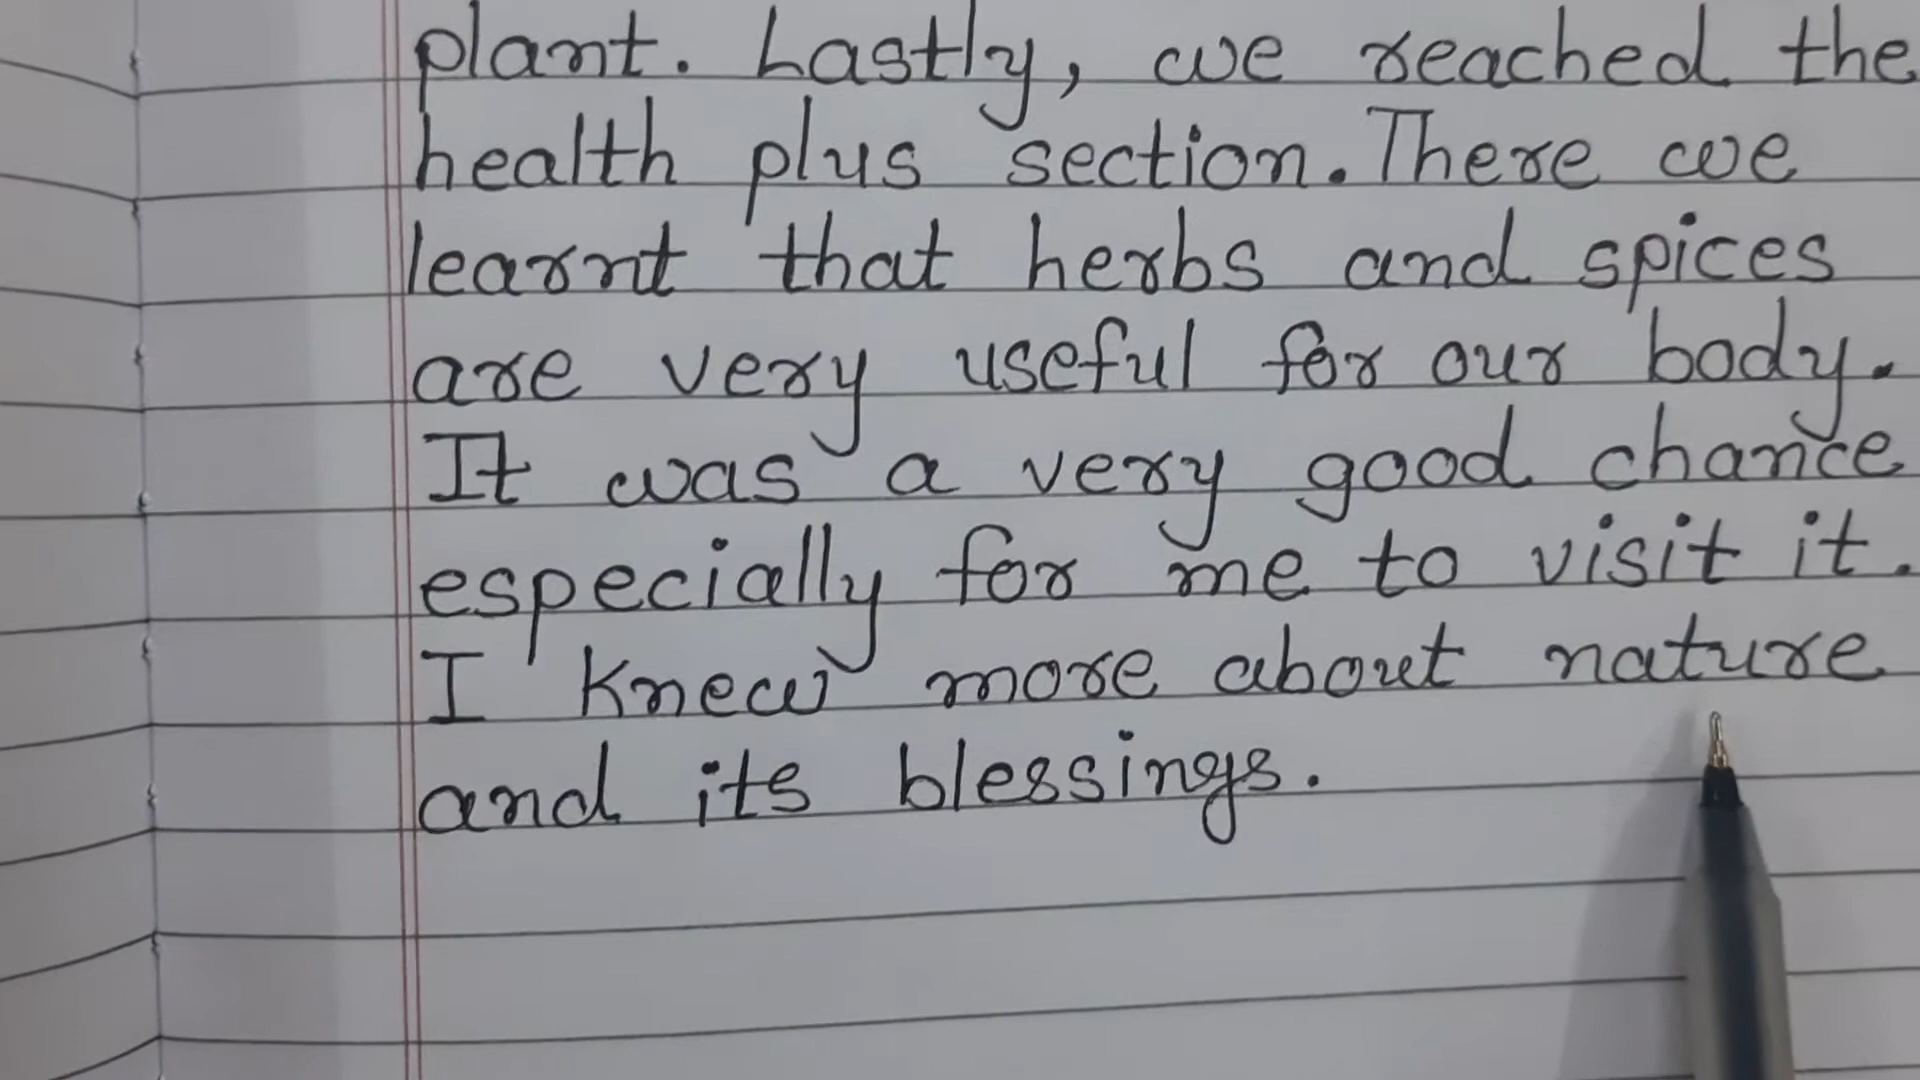 plant. Lastly, we reached the
health plus section. There we
learnt that herbs and spices
are very useful for our body.
It was a very good chance
especially for me to visit it.
I knew more about nature
and its blessings.